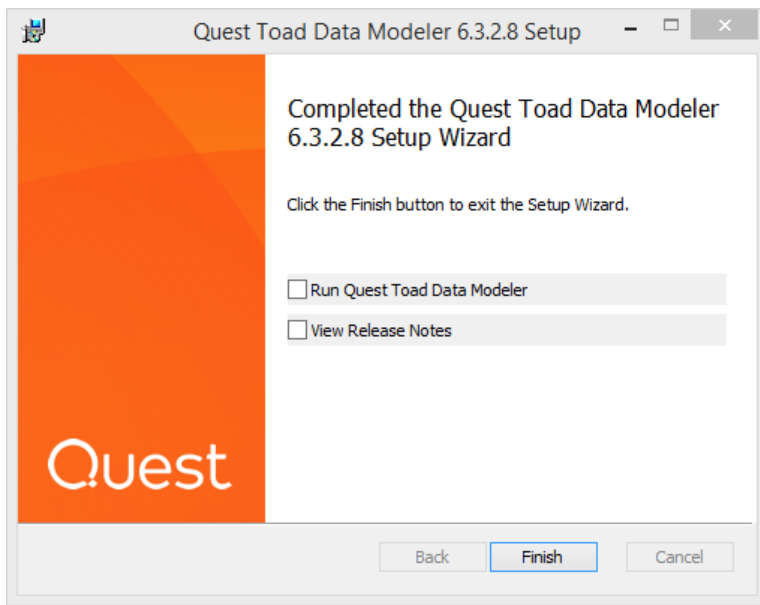 Quest Toad Data Modeler 6.3.2.8 Setup
Completed the Quest Toad Data Modeler
6.3.2.8 Setup Wizard
Click the Finish button to exit the Setup Wizard.
Run Quest Toad Data Modeler
View Release Notes
Quest
Back
Finish
Cancel